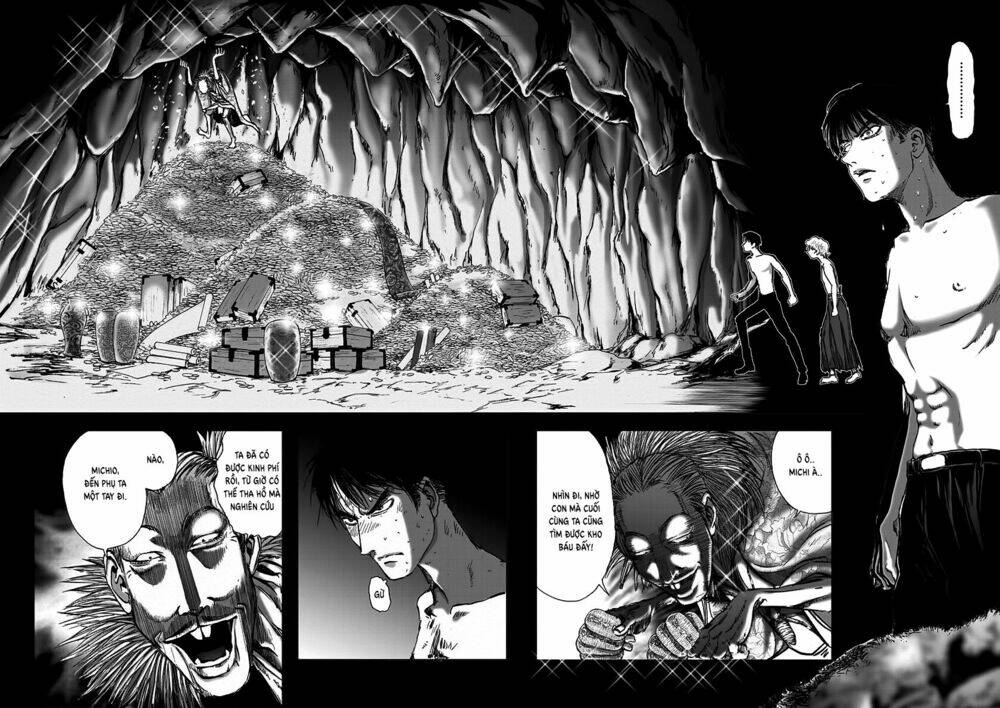 ..........
Ô Ô..
MICHI À...
NHÌN ĐI, NHỜ
CON MÀ CUỐI
CÙNG TA CŨNG
TÌM ĐƯỢC KHO
BÁU ĐẤY!
GỪ
TA ĐÃ CÓ
ĐƯỢC KINH PHÍ
RỒI, TỪ GIỜ CÓ
THỂ THA HỒ MÀ
NGHIÊN CỨU
NÀO,
MICHIO,
ĐẾN PHỤ TA
MỘT TAY ĐI.